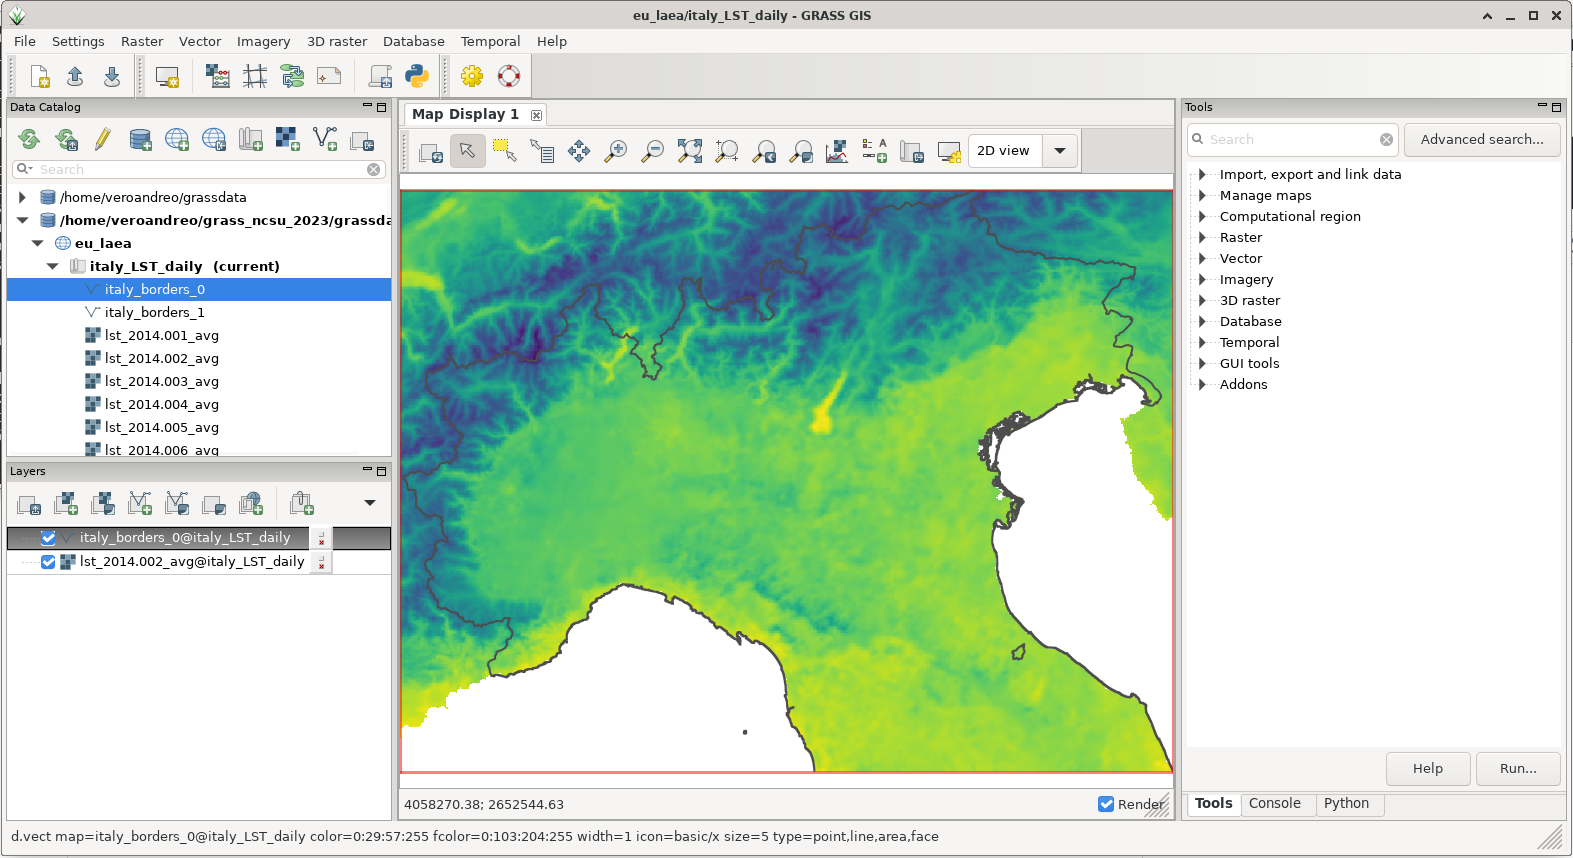 eu_laea/italy_LST_daily - GRASS GIS
File Settings Raster Vector Imagery 3D raster Database Temporal Help
Data Catalog
Search
/home/veroandreo/grassdata
/home/veroandreo/grass_ncsu_2023/grassda
eu_laea
italy_LST_daily (current)
italy_borders_0
italy_borders_1
lst_2014.001_avg
lst_2014.002_avg
lst_2014.003_avg
lst_2014.004_avg
lst_2014.005_avg
lst_2014.006_avg
Layers
italy_borders_0@italy_LST_daily
lst_2014.002_avg@italy_LST_daily
Map Display 1
2D view
4058270.38; 2652544.63
Render
Tools
Search
Advanced search...
Import, export and link data
Manage maps
Computational region
Raster
Vector
Imagery
3D raster
Database
Temporal
GUI tools
Addons
Help Run...
Tools Console Python
d.vect map=italy_borders_0@italy_LST_daily color=0:29:57:255 fcolor=0:103:204:255 width=1 icon=basic/x size=5 type=point,line,area,face